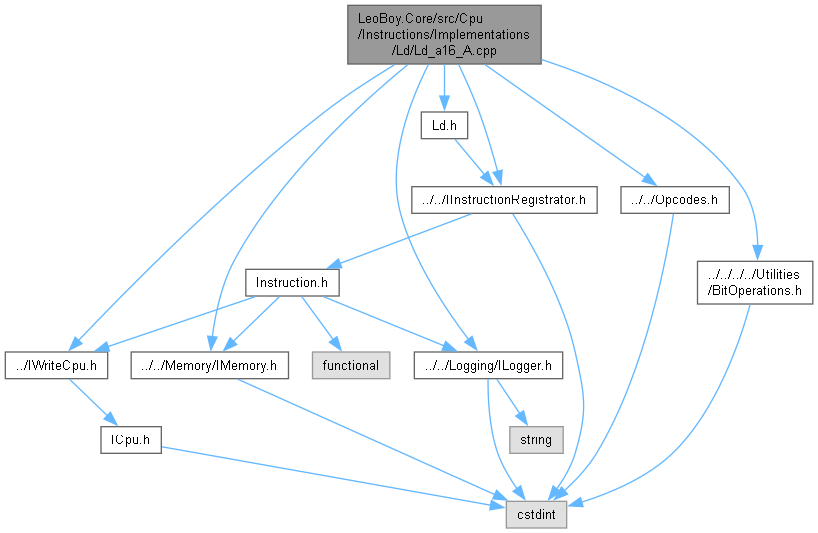 LeoBoy.Core/src/Cpu
/Instructions/Implementations
/Ld/Ld_a16_A.cpp
Ld.h
../../IInstructionRegistrator.h
../../Opcodes.h
../../../../Utilities
/BitOperations.h
Instruction.h
../IWriteCpu.h
../../Memory/IMemory.h
functional
../../Logging/ILogger.h
ICpu.h
string
cstdint